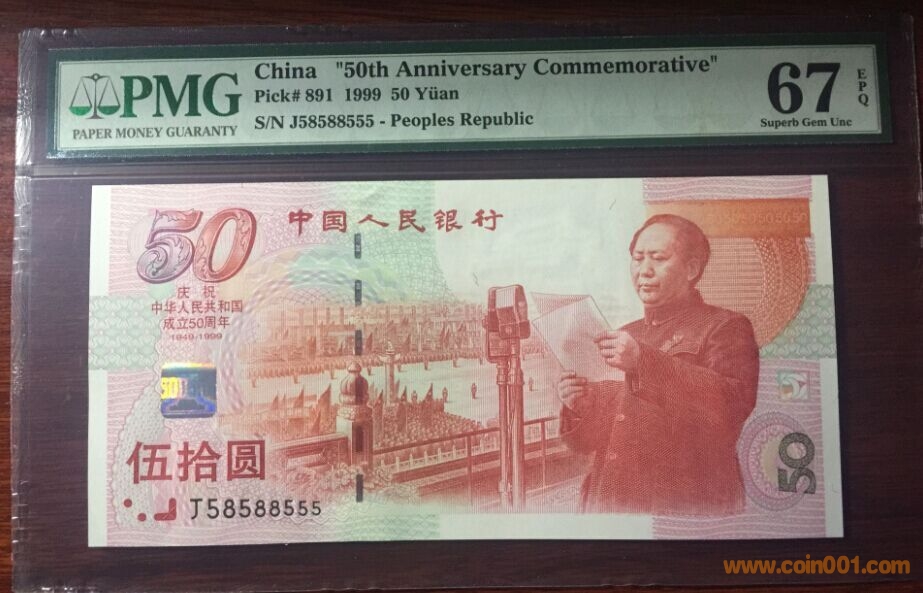 PMG
PAPER MONEY GUARANTY
China "50th Anniversary Commemorative"
Pick# 891 1999 50 Yüan
S/N J58588555 - Peoples Republic
67 EPQ
Superb Gem Unc
50
中国人民银行
庆祝
中华人民共和国
成立50周年
1949/1999
伍拾圆
J58588555
50
www.coin001.com